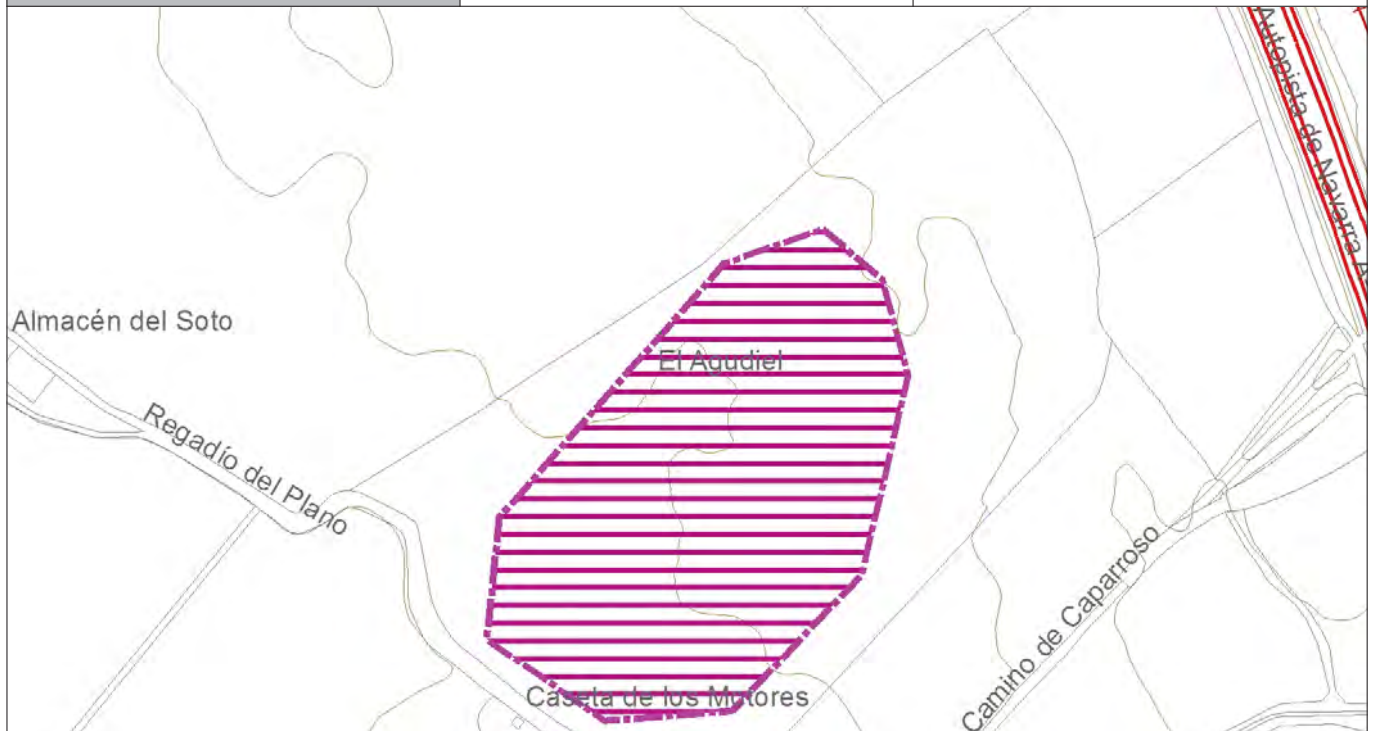 Autopista de Navarra A
Almacén del Soto
El Agudiel
Regadío del Plano
Camino de Caparroso
Caseta de los Motores